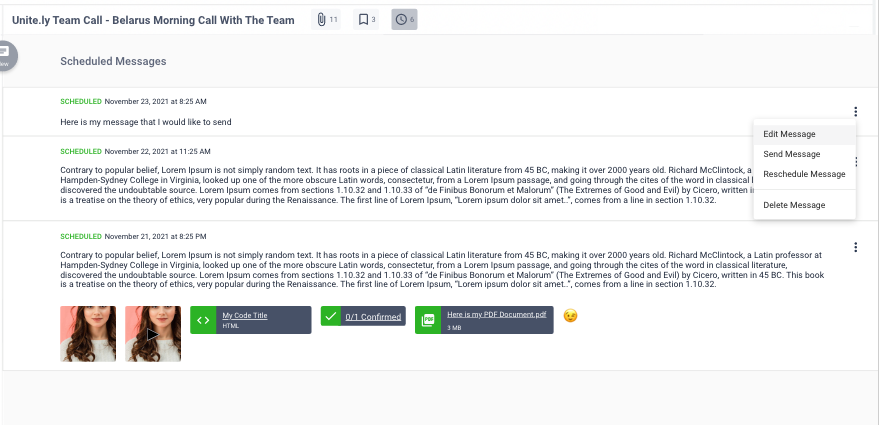 Unite.ly Team Call - Belarus Morning Call With The Team 11 3 6
Scheduled Messages
SCHEDULED November 23, 2021 at 8:25 AM
Here is my message that I would like to send
Edit Message
Send Message
Reschedule Message
Delete Message
SCHEDULED November 22, 2021 at 11:25 AM
Contrary to popular belief, Lorem Ipsum is not simply random text. It has roots in a piece of classical Latin literature from 45 BC, making it over 2000 years old. Richard McClintock, a
Hampden-Sydney College in Virginia, looked up one of the more obscure Latin words, consectetur, from a Lorem Ipsum passage, and going through the cites of the word in classical l
discovered the undoubtable source. Lorem Ipsum comes from sections 1.10.32 and 1.10.33 of "de Finibus Bonorum et Malorum" (The Extremes of Good and Evil) by Cicero, written in
is a treatise on the theory of ethics, very popular during the Renaissance. The first line of Lorem Ipsum, "Lorem ipsum dolor sit amet..", comes from a line in section 1.10.32.
SCHEDULED November 21, 2021 at 8:25 PM
Contrary to popular belief, Lorem Ipsum is not simply random text. It has roots in a piece of classical Latin literature from 45 BC, making it over 2000 years old. Richard McClintock, a Latin professor at
Hampden-Sydney College in Virginia, looked up one of the more obscure Latin words, consectetur, from a Lorem Ipsum passage, and going through the cites of the word in classical literature,
discovered the undoubtable source. Lorem Ipsum comes from sections 1.10.32 and 1.10.33 of "de Finibus Bonorum et Malorum" (The Extremes of Good and Evil) by Cicero, written in 45 BC. This book
is a treatise on the theory of ethics, very popular during the Renaissance. The first line of Lorem Ipsum, "Lorem ipsum dolor sit amet..", comes from a line in section 1.10.32.
My Code Title
HTML
0/1 Confirmed
Here is my PDF Document.pdf
3 MB
PDF